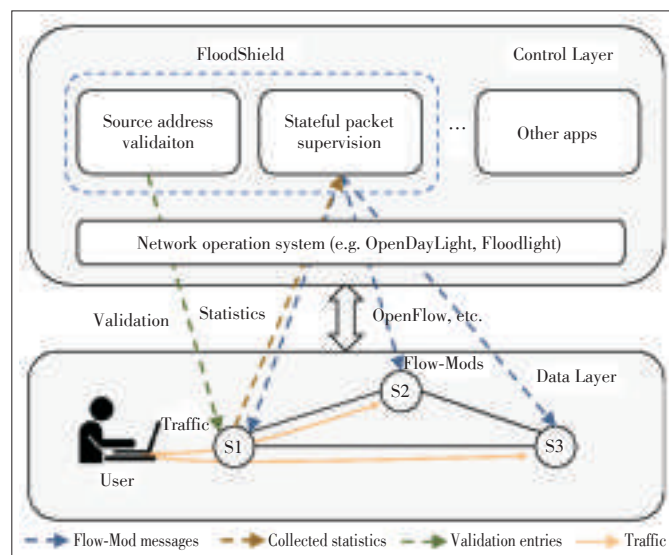 FloodShield
Control Layer
Source address
validaiton
Stateful packet
supervision
...
Other apps
Network operation system (e.g. OpenDayLight, Floodlight)
Validation
Statistics
OpenFlow, etc.
Flow-Mods
Data Layer
S2
Traffic
S1
S3
User
Flow-Mod messages
Collected statistics
Validation entries
Traffic